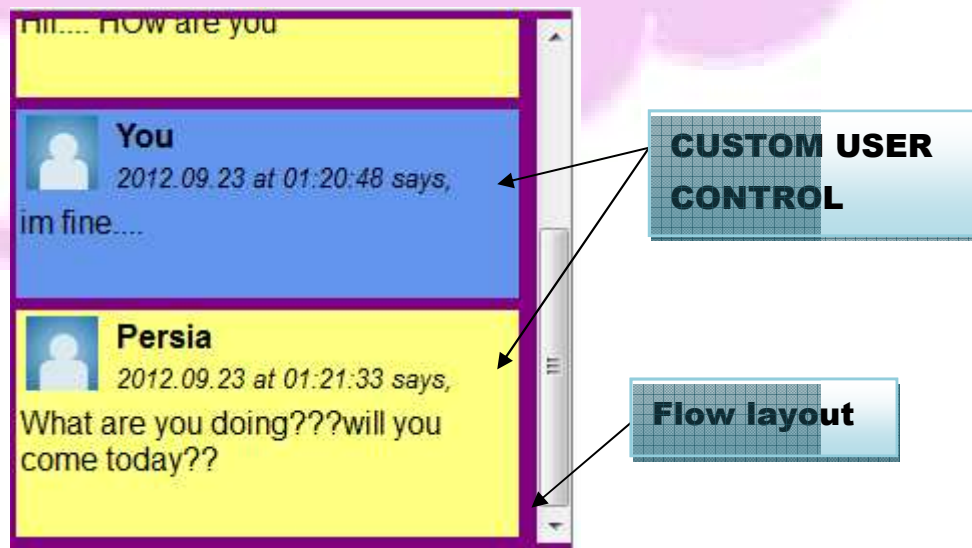 HII.... HOw are you
You
2012.09.23 at 01:20:48 says,
im fine....
Persia
2012.09.23 at 01:21:33 says,
What are you doing???will you
come today??
CUSTOM USER
CONTROL
Flow layout